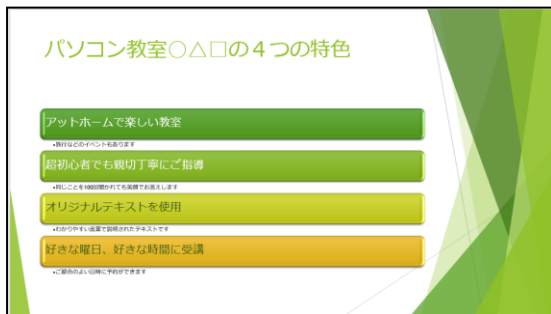 パソコン教室○△□の４つの特色
アットホームで楽しい教室
•旅行などのイベントもあります
超初心者でも親切丁寧にご指導
•同じことを100回聞かれても笑顔でお答えします
オリジナルテキストを使用
•わかりやすい言葉で説明されたテキストです
好きな曜日、好きな時間に受講
•ご都合のよい日時に予約ができます